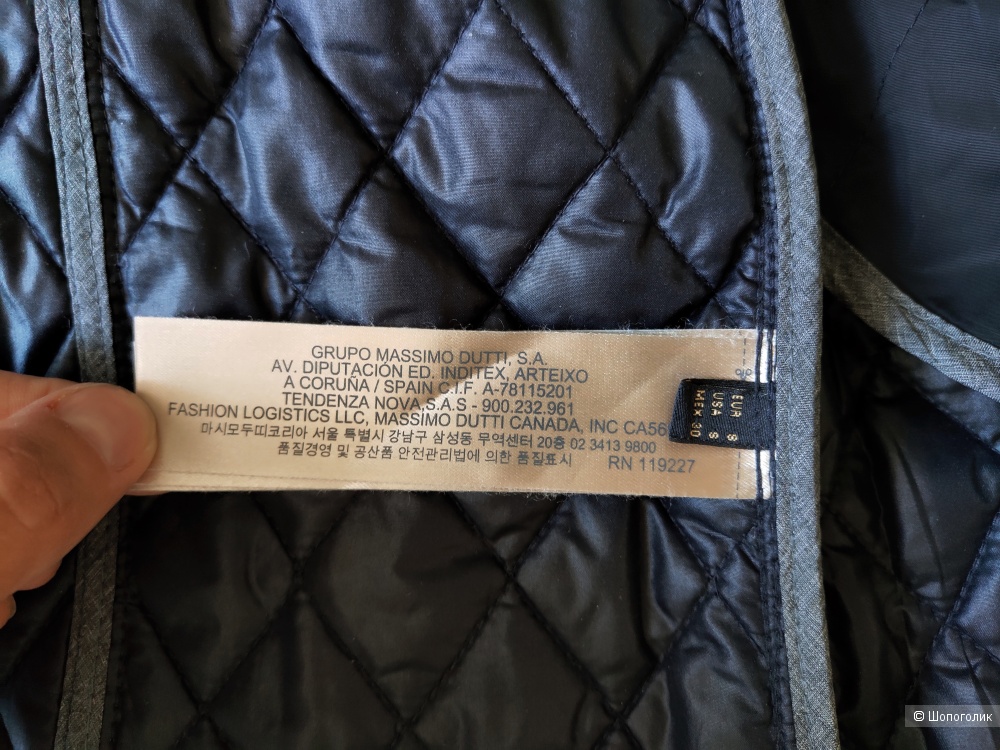 GRUPO MASSIMO DUTTI, S.A.
AV. DIPUTACIÓN ED. INDITEX, ARTEIXO
A CORUÑA / SPAIN C.I.F. A-78115201
TENDENZA NOVA,S.A.S - 900.232.961
FASHION LOGISTICS LLC, MASSIMO DUTTI CANADA, INC CA56
마시모두띠코리아 서울 특별시 강남구 삼성동 무역센터 20층 02 3413 9800
품질경영 및 공산품 안전관리법에 의한 품질표시 RN 119227
EUR S
USA S
MEX 30
© Шопоголик